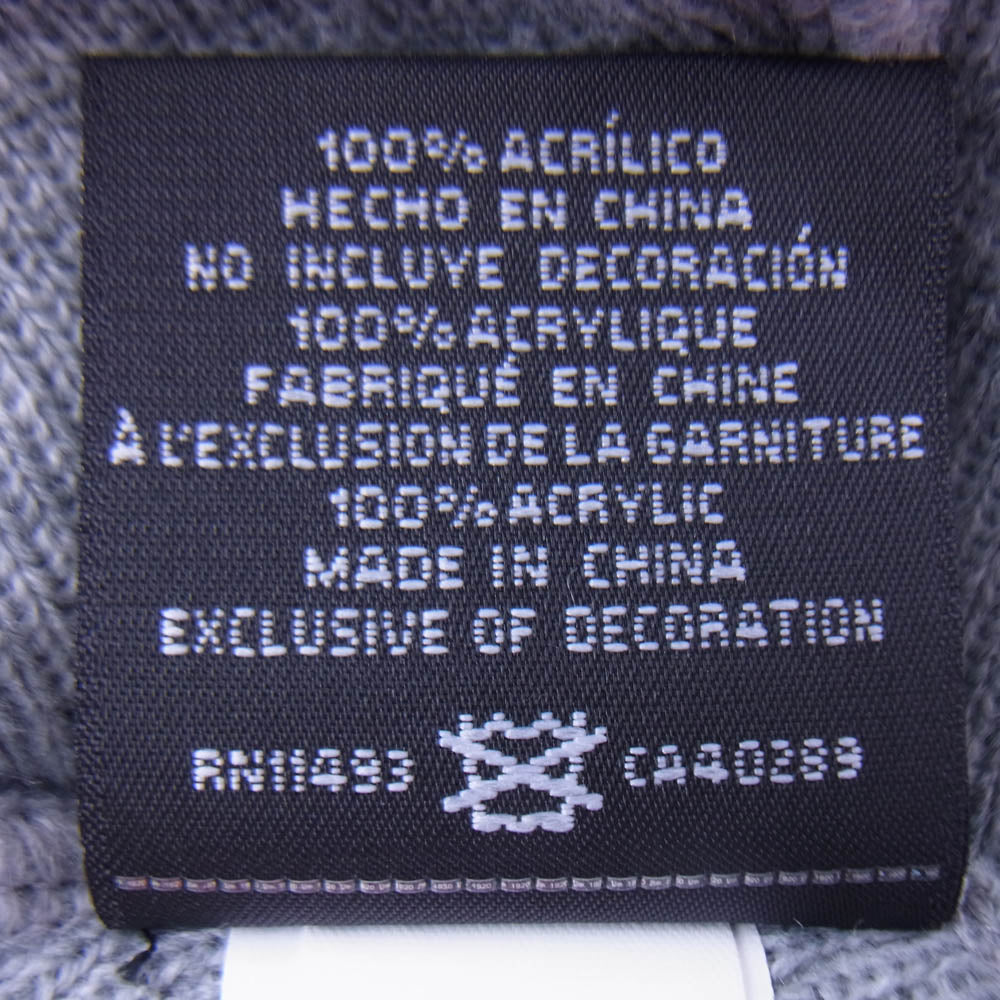 100% ACRÍLICO
HECHO EN CHINA
NO INCLUYE DECORACIÓN
100% ACRYLIQUE
FABRIQUÉ EN CHINE
À L'EXCLUSION DE LA GARNITURE
100% ACRYLIC
MADE IN CHINA
EXCLUSIVE OF DECORATION
RN11493 CA40289